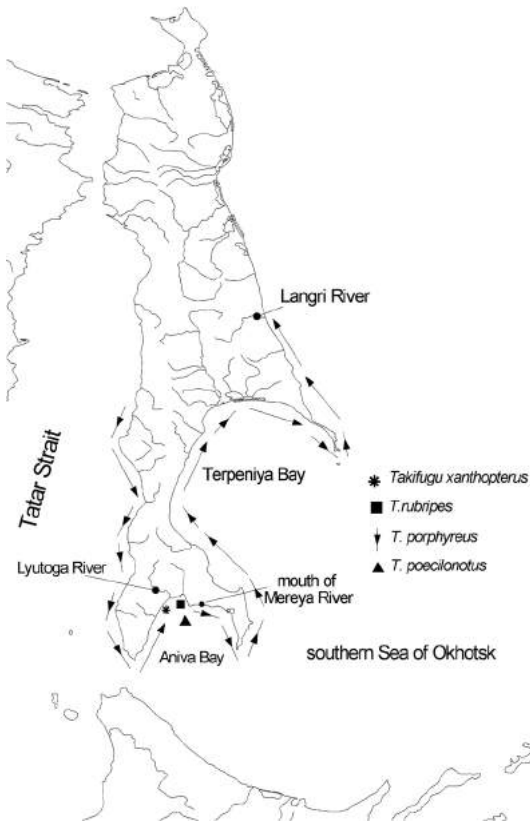 Langri River
Tatar Strait
Terpeniya Bay
Takifugu xanthopterus
T.rubripes
T. porphyreus
T. poecilonotus
Lyutoga River
mouth of
Mereya River
Aniva Bay
southern Sea of Okhotsk